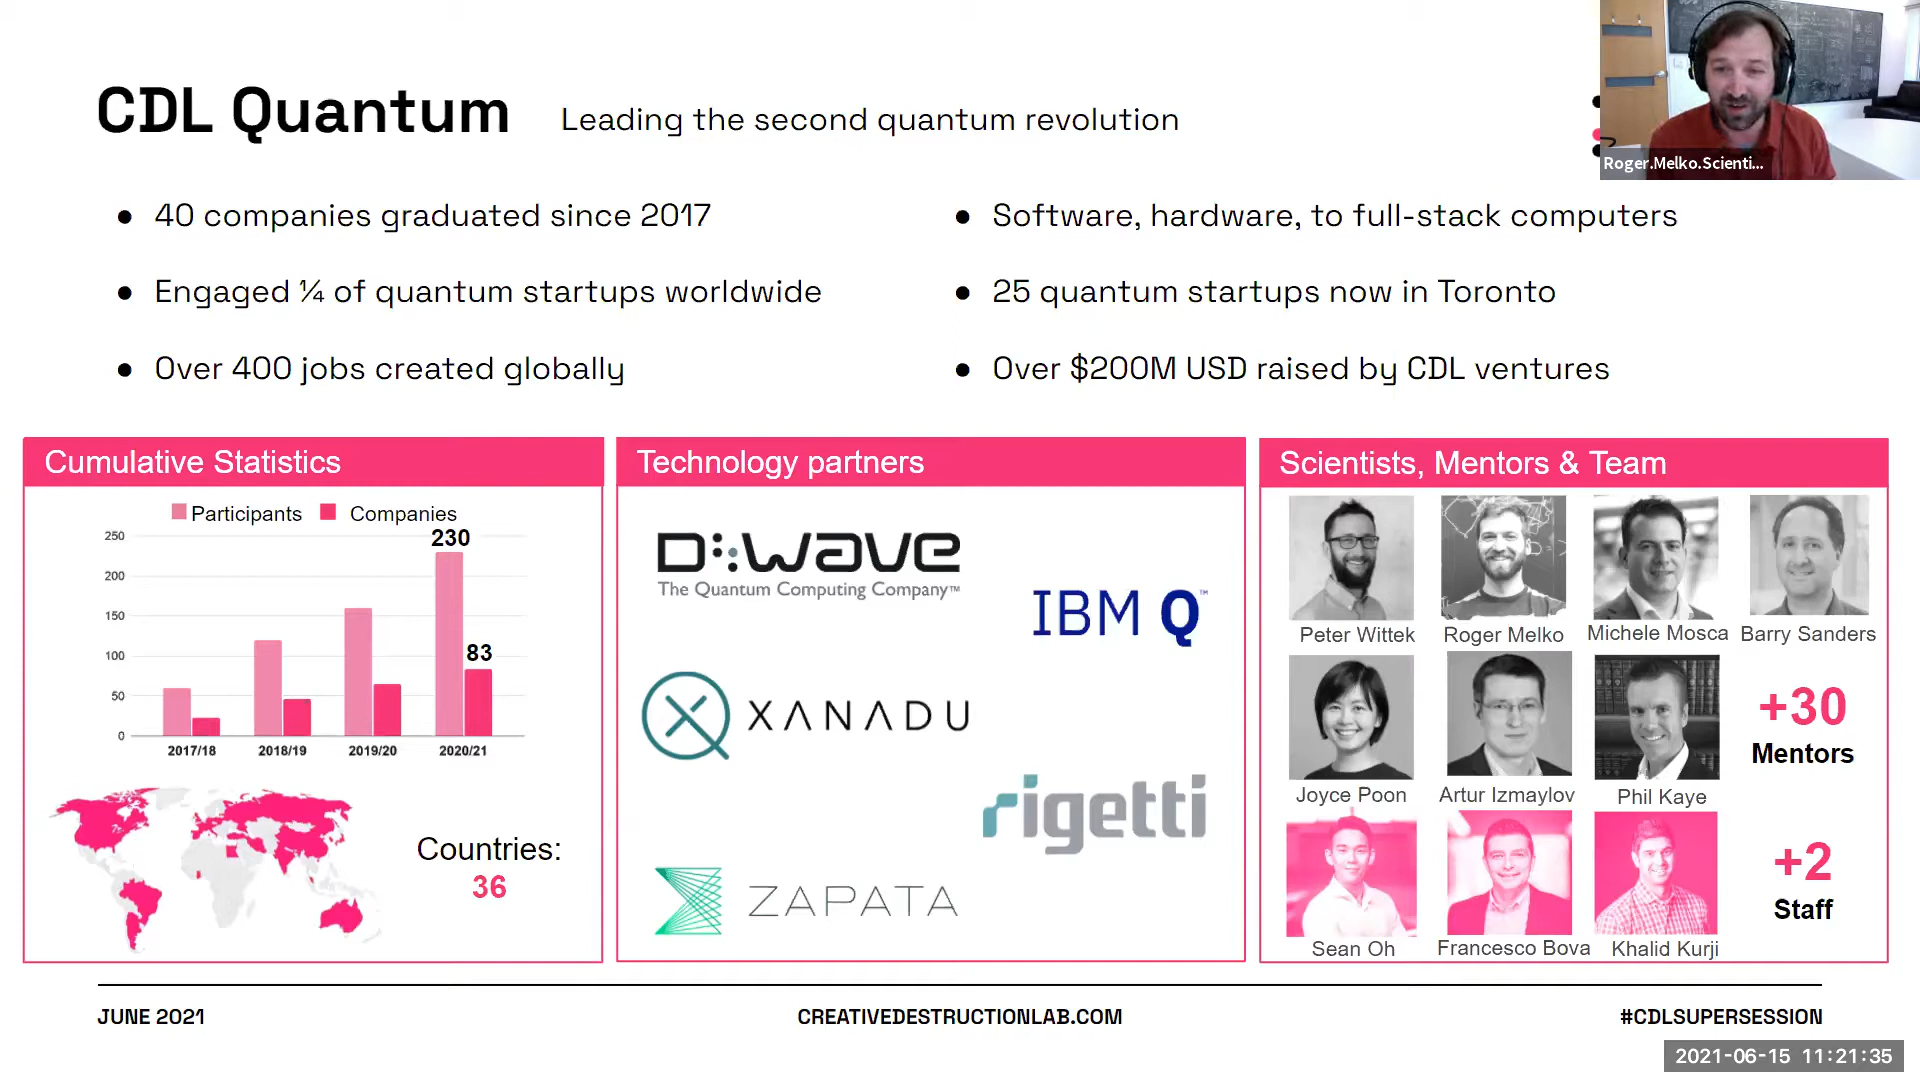 CDL Quantum
Leading the second quantum revolution
Roger.Melko.Scienti...
● 40 companies graduated since 2017
● Engaged ¼ of quantum startups worldwide
● Over 400 jobs created globally
● Software, hardware, to full-stack computers
● 25 quantum startups now in Toronto
● Over $200M USD raised by CDL ventures
Cumulative Statistics
Participants Companies
250
200
150
100
50
0
230
83
2017/18 2018/19 2019/20 2020/21
Countries:
36
Technology partners
D:Wave
The Quantum Computing Company™
IBM Q™
XANADU
rigetti
ZAPATA
Scientists, Mentors & Team
Peter Wittek Roger Melko Michele Mosca Barry Sanders
Joyce Poon Artur Izmaylov Phil Kaye
+30
Mentors
Sean Oh Francesco Bova Khalid Kurji
+2
Staff
JUNE 2021
CREATIVEDESTRUCTIONLAB.COM
#CDLSUPERSESSION
2021-06-15 11:21:35